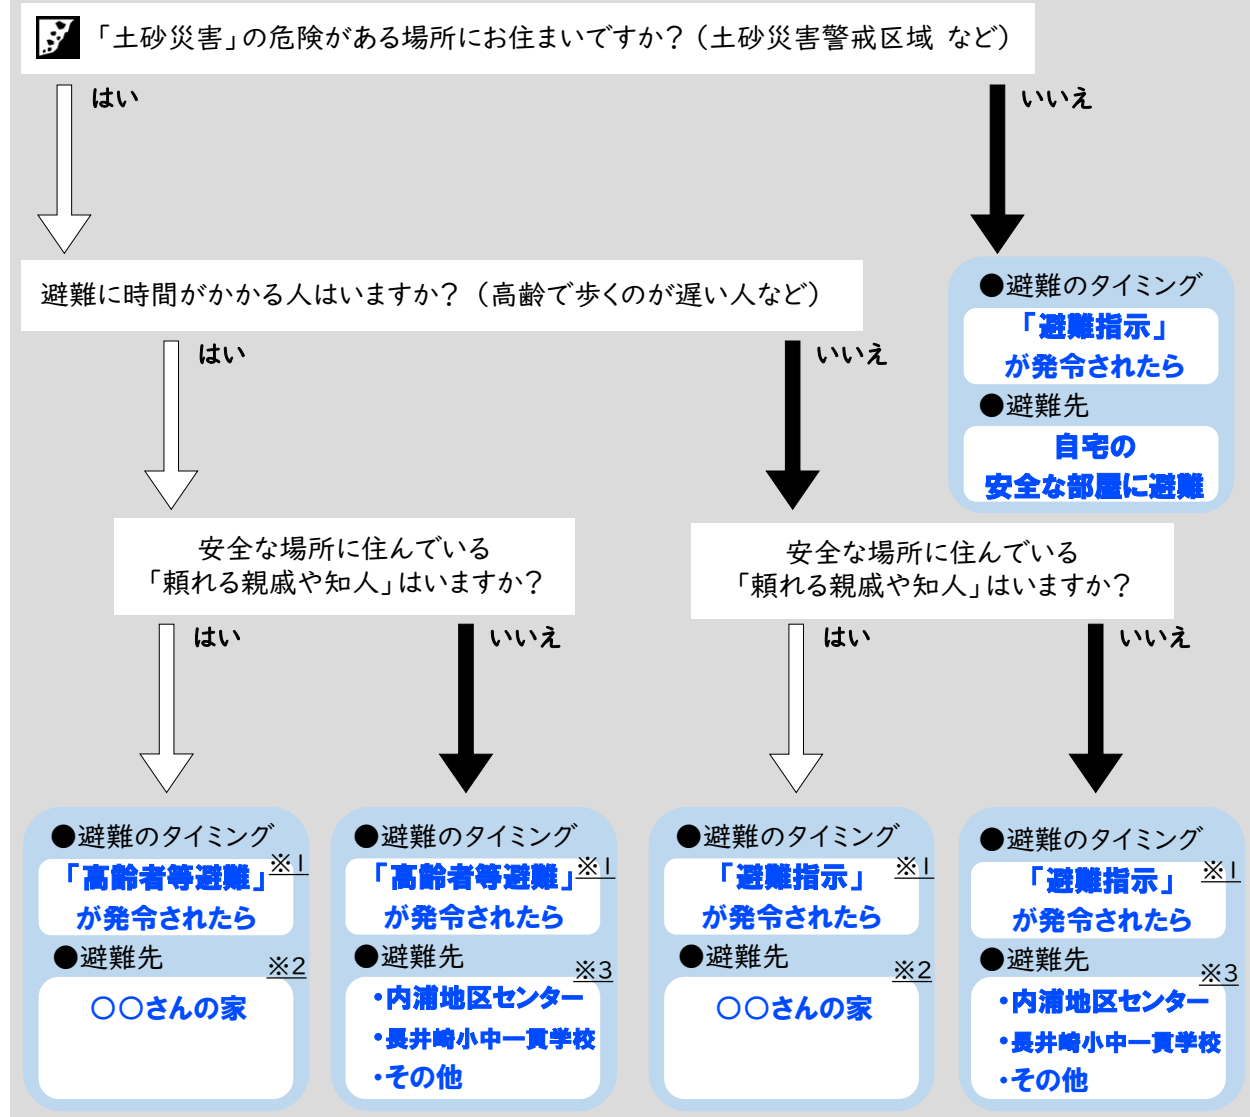 「土砂災害」の危険がある場所にお住まいですか？（土砂災害警戒区域 など）
はい
いいえ
避難に時間がかかる人はいますか？（高齢で歩くのが遅い人など）
はい
いいえ
●避難のタイミング
「避難指示」
が発令されたら
●避難先
自宅の
安全な部屋に避難
安全な場所に住んでいる
「頼れる親戚や知人」はいますか？
はい
いいえ
安全な場所に住んでいる
「頼れる親戚や知人」はいますか？
はい
いいえ
●避難のタイミング
「高齢者等避難」※1
が発令されたら
●避難先
※2
○○さんの家
●避難のタイミング
「高齢者等避難」※1
が発令されたら
●避難先
※3
・内浦地区センター
・長井崎小中一貫学校
・その他
●避難のタイミング
「避難指示」 ※1
が発令されたら
●避難先
※2
○○さんの家
●避難のタイミング
「避難指示」 ※1
が発令されたら
●避難先
※3
・内浦地区センター
・長井崎小中一貫学校
・その他